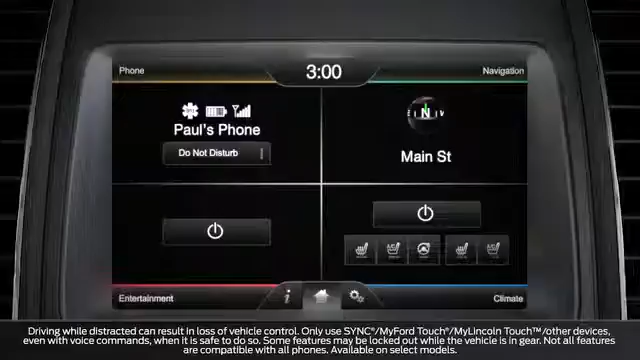 Phone
3:00
Navigation
Paul's Phone
Do Not Disturb
N
Main St
Entertainment
i
Climate
Driving while distracted can result in loss of vehicle control. Only use SYNC®/MyFord Touch®/MyLincoln Touch™/other devices,
even with voice commands, when it is safe to do so. Some features may be locked out while the vehicle is in gear. Not all features
are compatible with all phones. Available on select models.